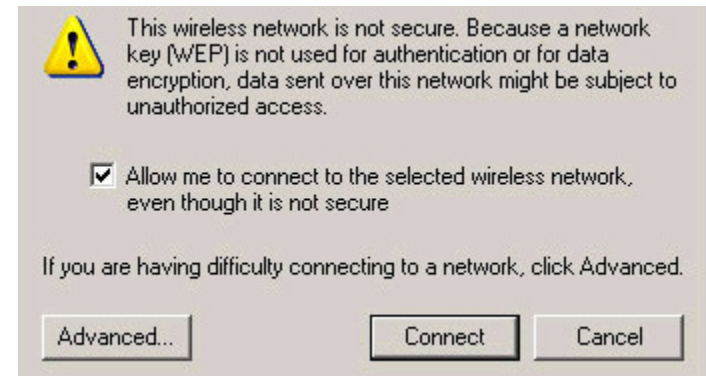 This wireless network is not secure. Because a network
key (WEP) is not used for authentication or for data
encryption, data sent over this network might be subject to
unauthorized access.
Allow me to connect to the selected wireless network,
even though it is not secure
If you are having difficulty connecting to a network, click Advanced.
Advanced... Connect Cancel